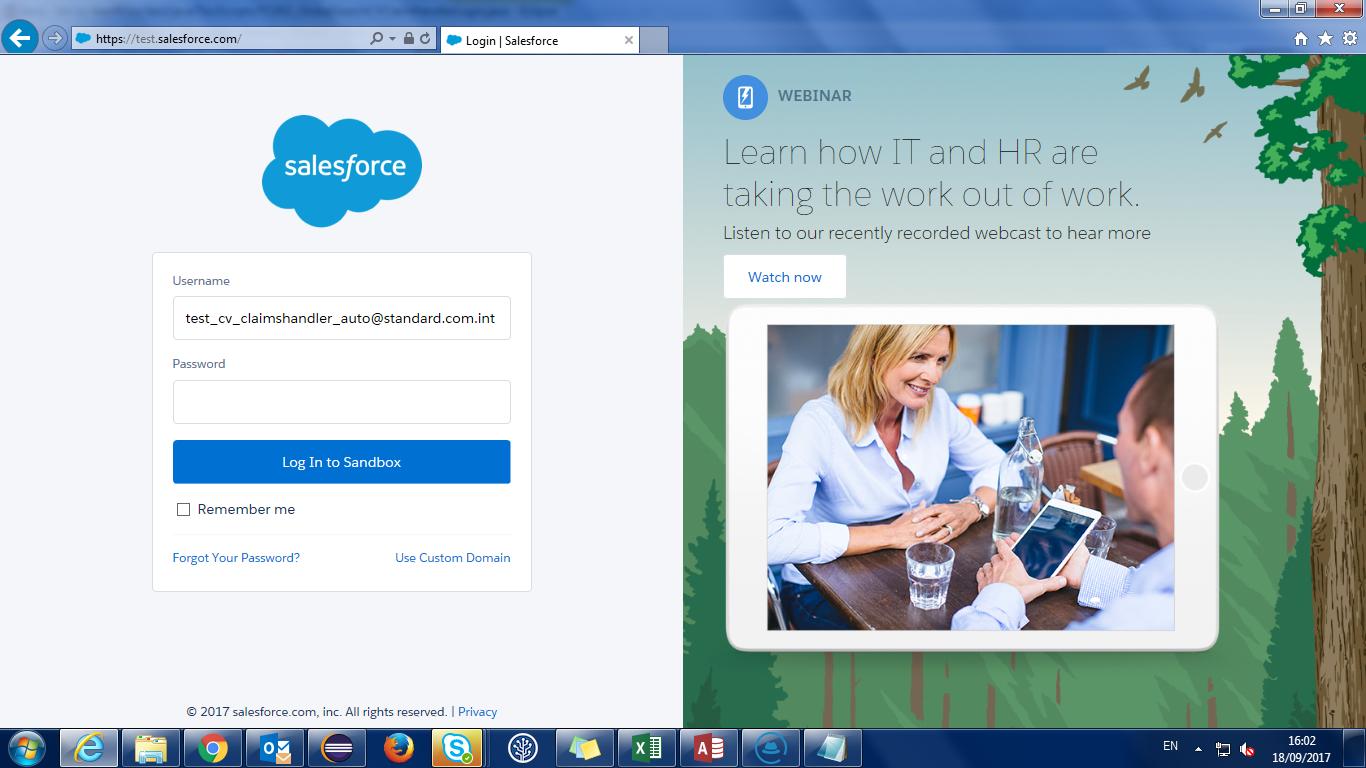 https://test.salesforce.com/
Login | Salesforce
salesforce
Username
test_cv_claimshandler_auto@standard.com.int
Password
Log In to Sandbox
Remember me
Forgot Your Password?
Use Custom Domain
© 2017 salesforce.com, inc. All rights reserved. | Privacy
WEBINAR
Learn how IT and HR are
taking the work out of work.
Listen to our recently recorded webcast to hear more
Watch now
EN
16:02
18/09/2017